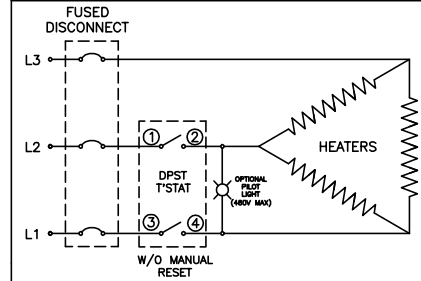 FUSED
DISCONNECT
L3
L2
① ②
HEATERS
DPST
T'STAT
OPTIONAL
PILOT
LIGHT
(480V MAX)
③ ④
L1
W/O MANUAL
RESET